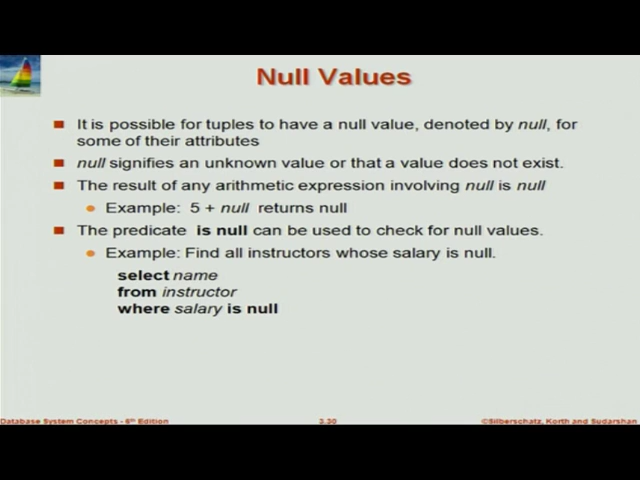 Null Values
It is possible for tuples to have a null value, denoted by null, for
some of their attributes
null signifies an unknown value or that a value does not exist.
The result of any arithmetic expression involving null is null
Example: 5 + null returns null
The predicate is null can be used to check for null values.
Example: Find all instructors whose salary is null.
select name
from instructor
where salary is null
Database System Concepts - 6th Edition
3.30
©Silberschatz, Korth and Sudarshan